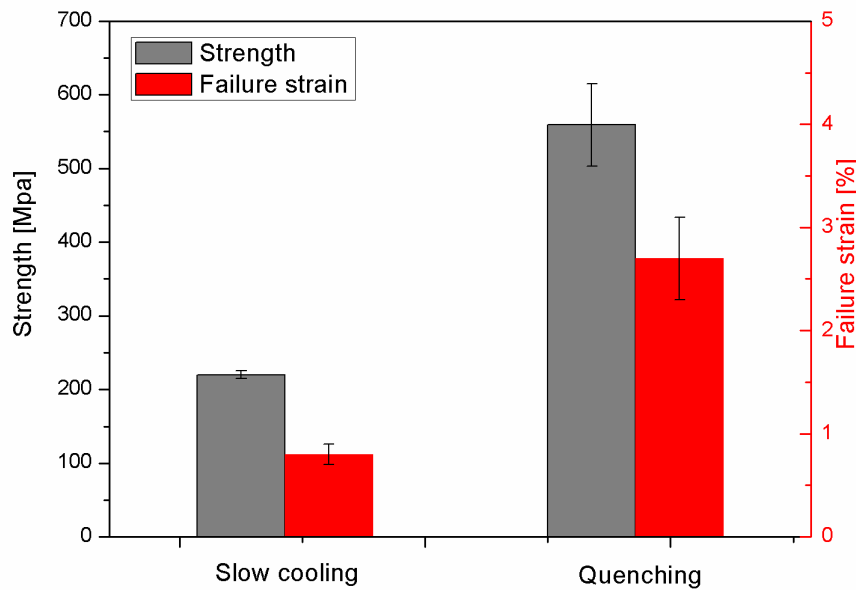 Strength
Failure strain
Strength [Mpa]
700
600
500
400
300
200
100
0
Failure strain [%]
5
4
3
2
1
0
Slow cooling
Quenching